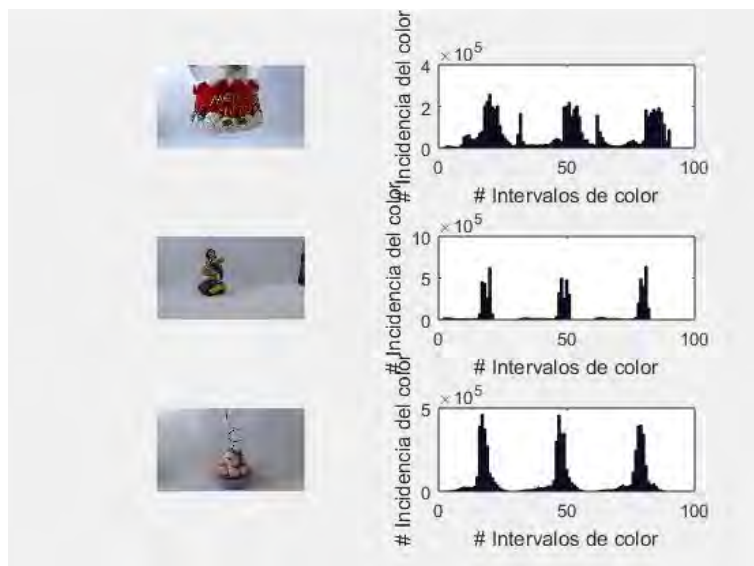 # Incidencia del color
×10^5
4
2
0
0 50 100
# Intervalos de color
# Incidencia del color
×10^5
10
5
0
0 50 100
# Intervalos de color
# Incidencia del color
×10^5
5
0
0 50 100
# Intervalos de color